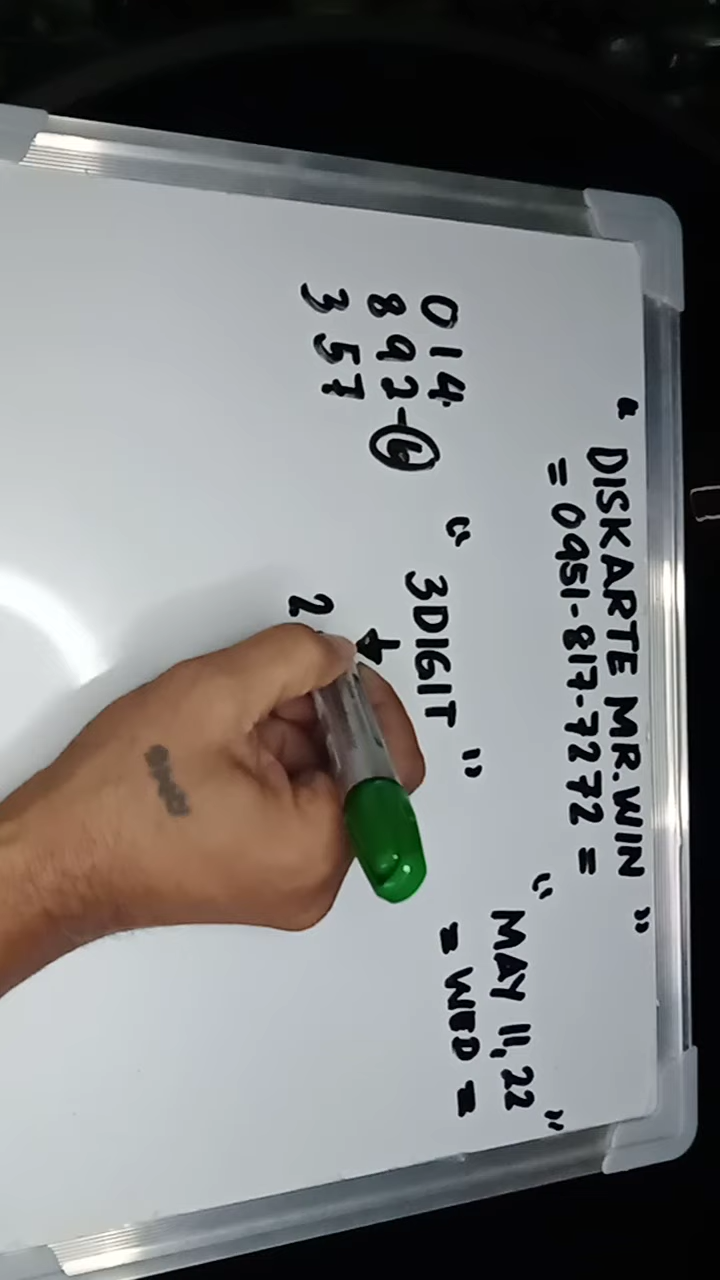 " DISKARTE MR.WIN "
= 0951-817-7272 =
" MAY 11, 22 "
= WED =
014
892-6
357
" 3DIGIT "
2